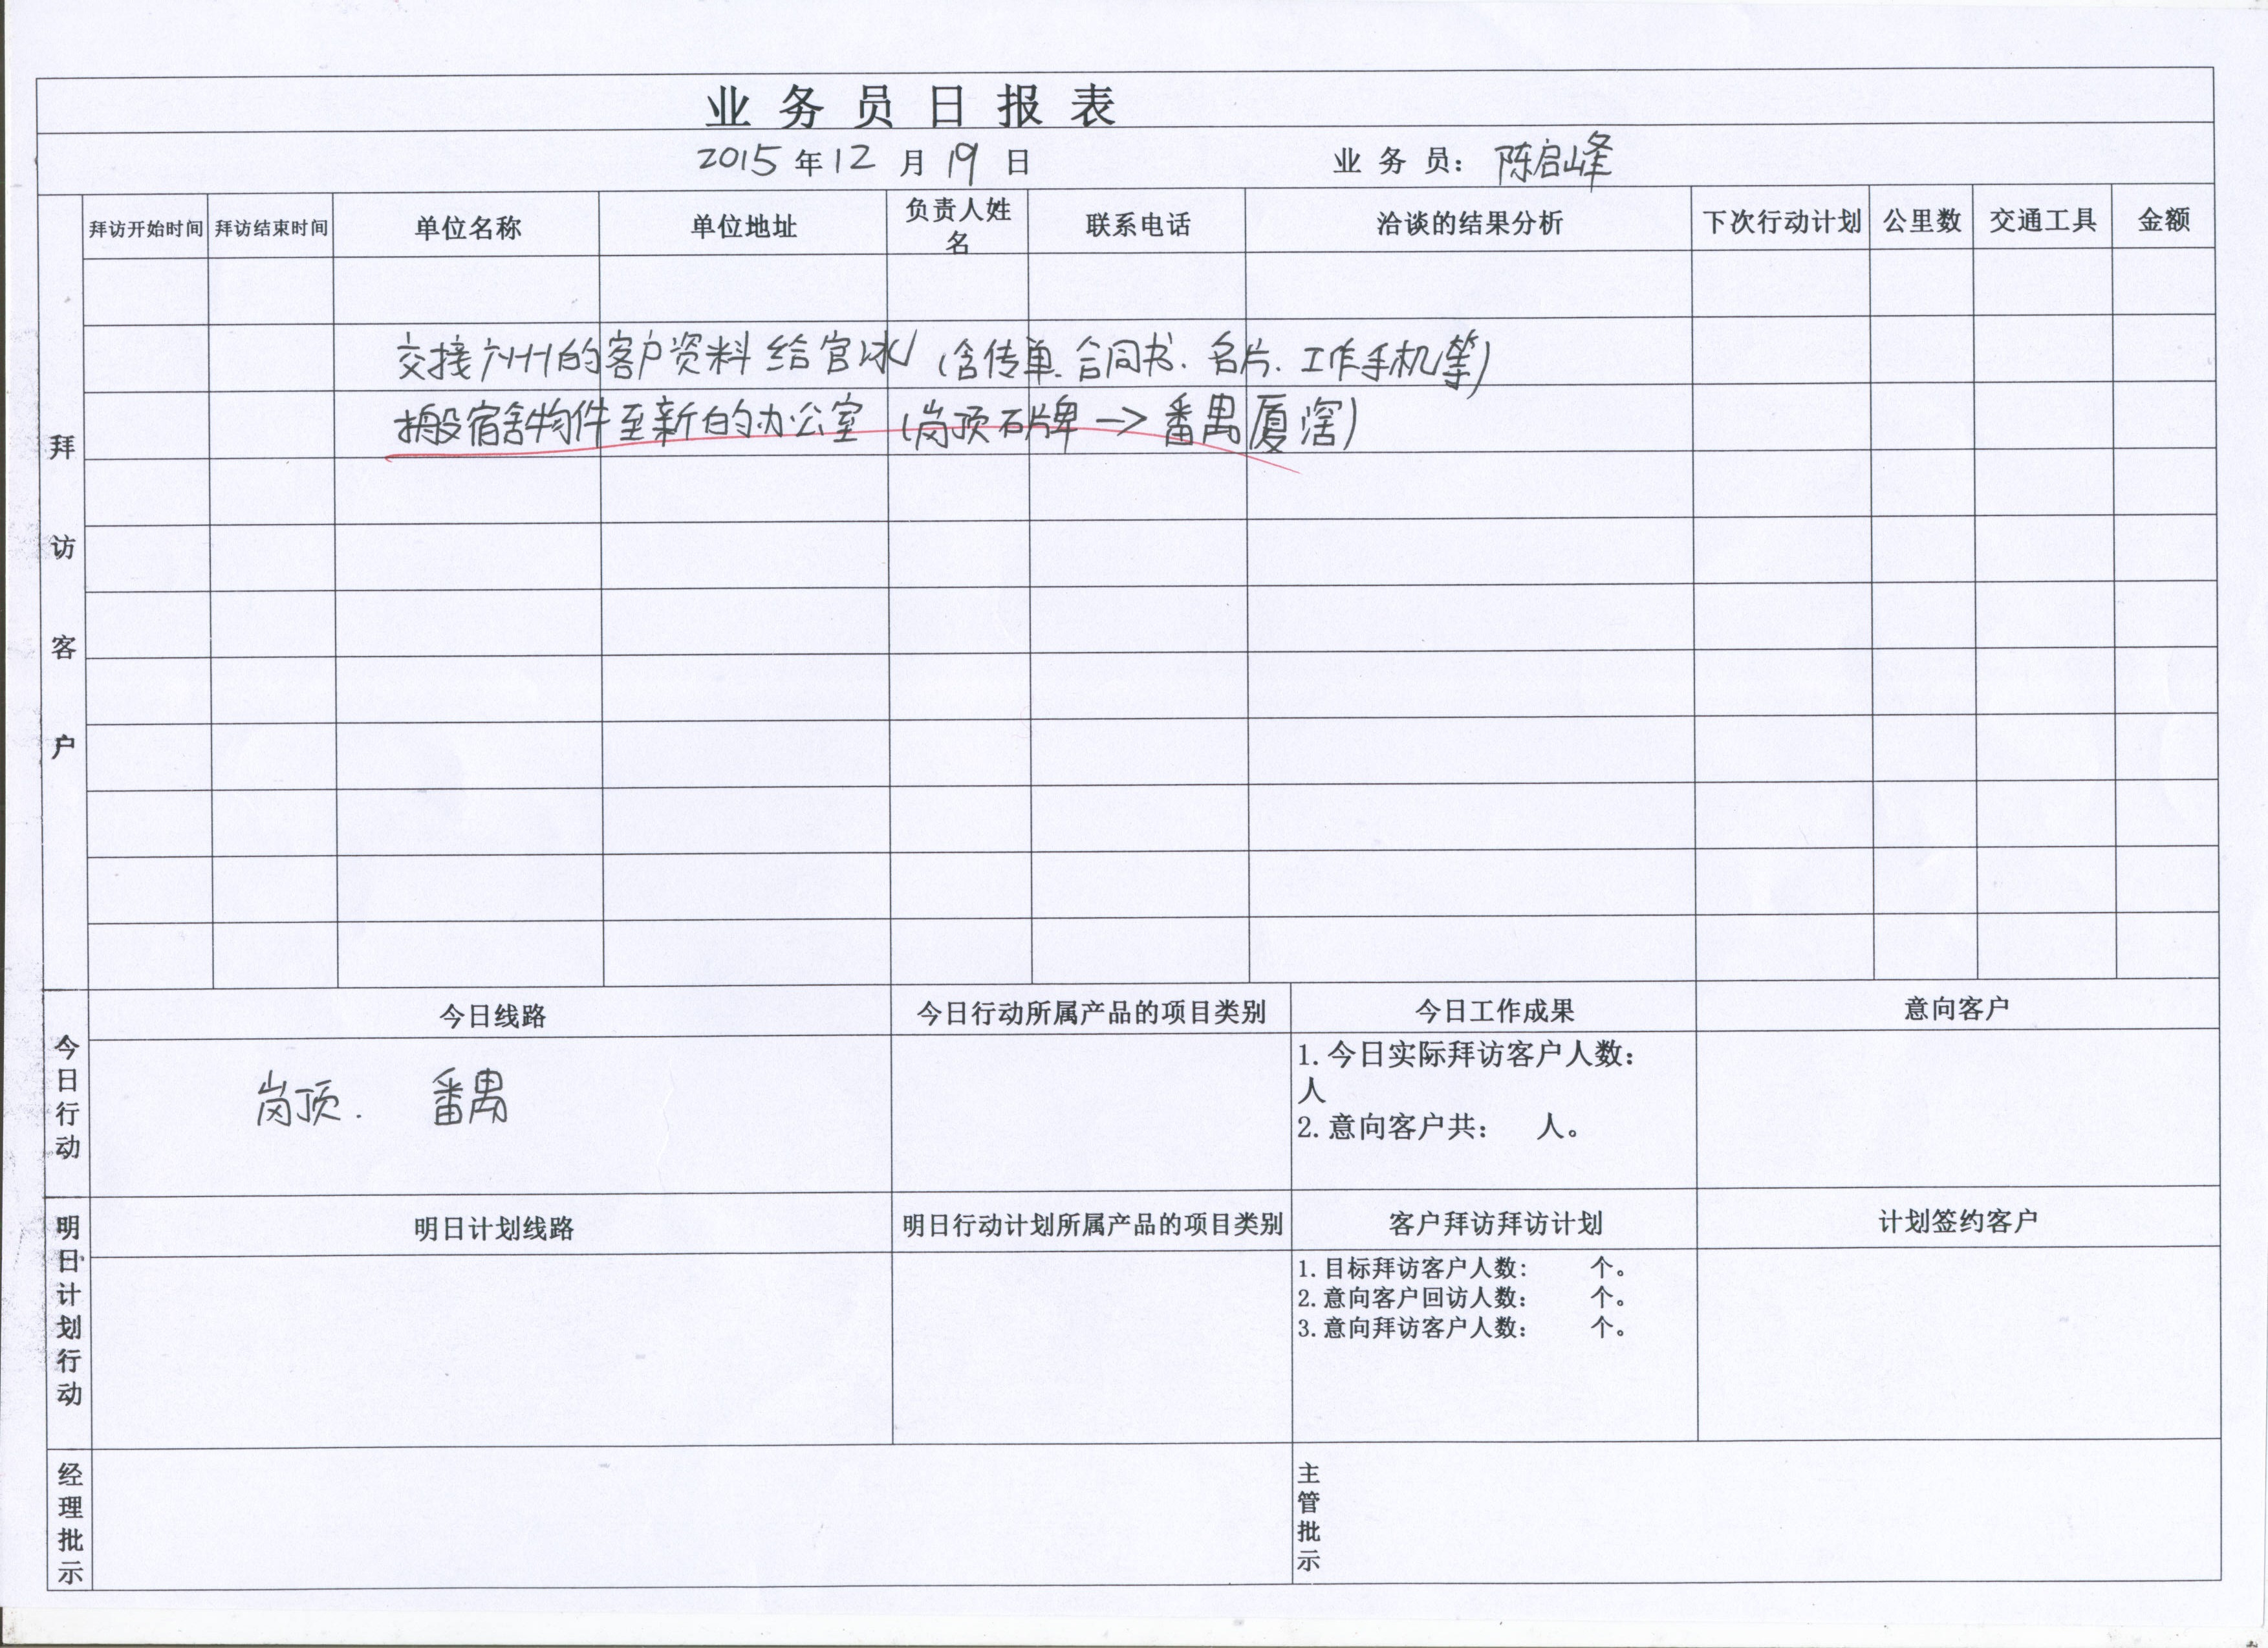 业务员日报表
2015年12月19日 业务员：陈启峰
拜访客户
拜访开始时间 拜访结束时间 单位名称 单位地址 负责人姓名 联系电话 洽谈的结果分析 下次行动计划 公里数 交通工具 金额
交接广州的客户资料给官冰（含传单、合同书、名片、工作手机等）
搬宿舍物件至新的办公室（岗顶石牌→番禺厦滘）
今日行动
今日线路 今日行动所属产品的项目类别 今日工作成果 意向客户
岗顶. 番禺
1.今日实际拜访客户人数：
人
2.意向客户共： 人。
明日计划行动
明日计划线路 明日行动计划所属产品的项目类别 客户拜访拜访计划 计划签约客户
1.目标拜访客户人数： 个。
2.意向客户回访人数： 个。
3.意向拜访客户人数： 个。
经理批示
主管批示